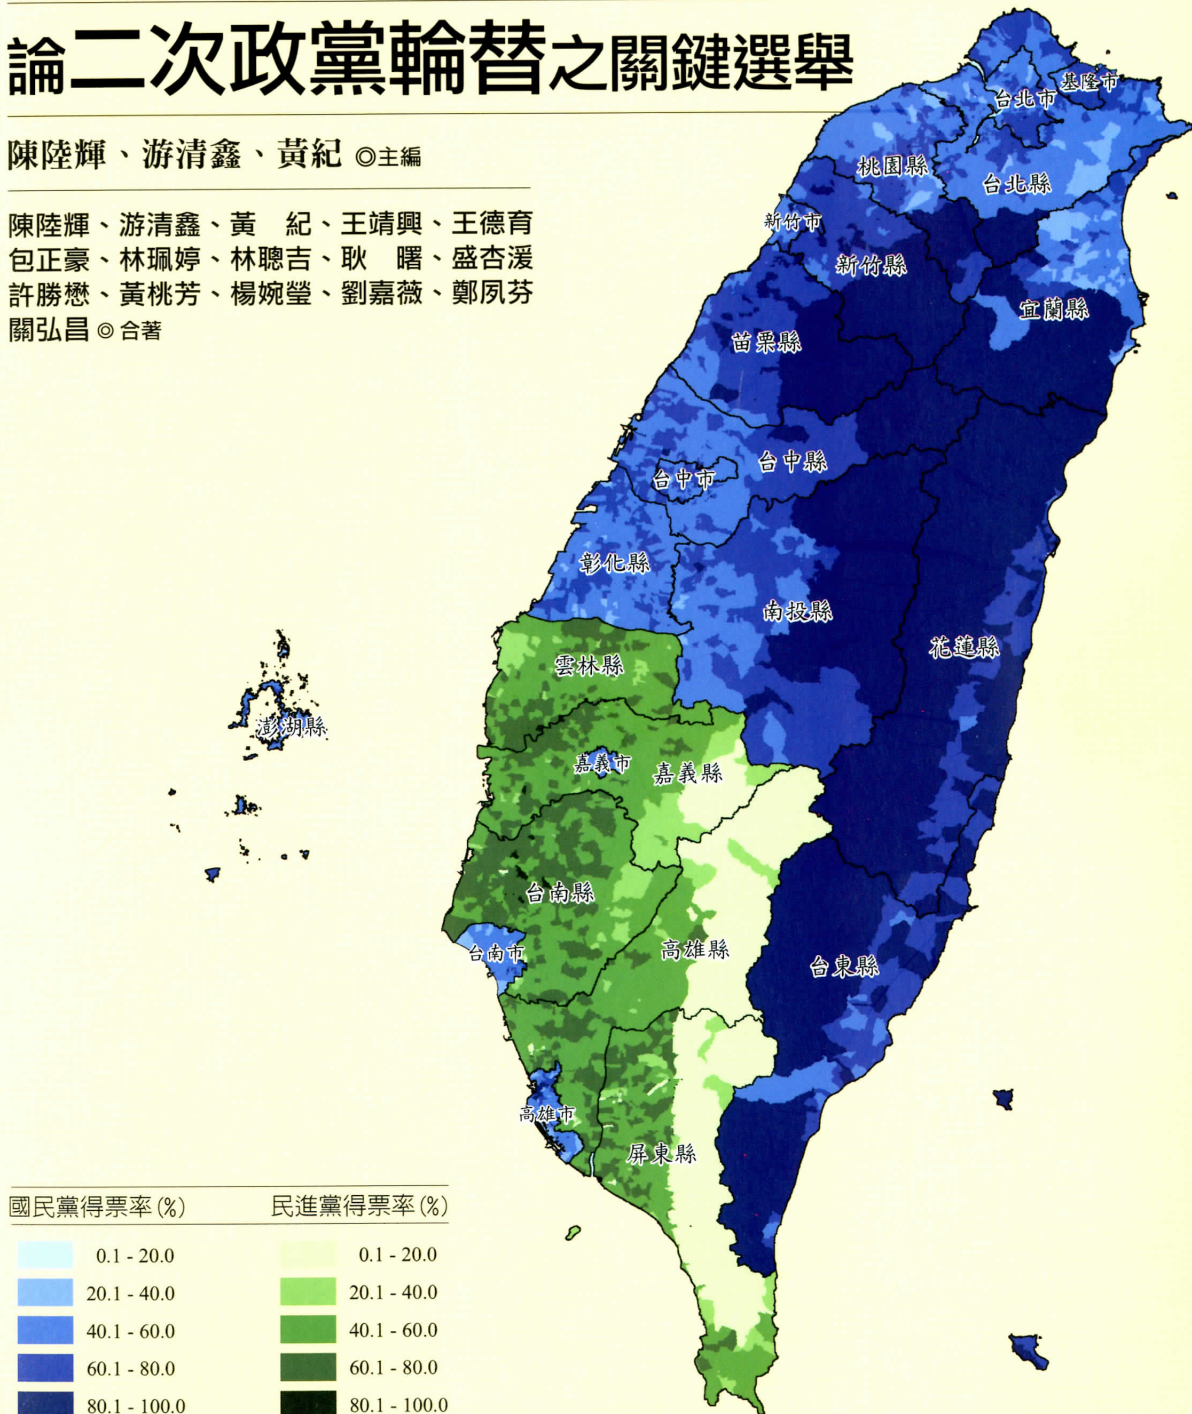 論二次政黨輪替之關鍵選舉
陳陸輝、游清鑫、黃紀 ◎主編
陳陸輝、游清鑫、黃　紀、王靖興、王德育
包正豪、林珮婷、林聰吉、耿　曙、盛杏湲
許勝懋、黃桃芳、楊婉瑩、劉嘉薇、鄭夙芬
關弘昌 ◎ 合著
基隆市
台北市
桃園縣
台北縣
新竹市
新竹縣
宜蘭縣
苗栗縣
台中縣
台中市
彰化縣
南投縣
花蓮縣
雲林縣
澎湖縣
嘉義市
嘉義縣
台南縣
台南市
高雄縣
台東縣
高雄市
屏東縣
國民黨得票率(%)
0.1 - 20.0
20.1 - 40.0
40.1 - 60.0
60.1 - 80.0
80.1 - 100.0
民進黨得票率(%)
0.1 - 20.0
20.1 - 40.0
40.1 - 60.0
60.1 - 80.0
80.1 - 100.0